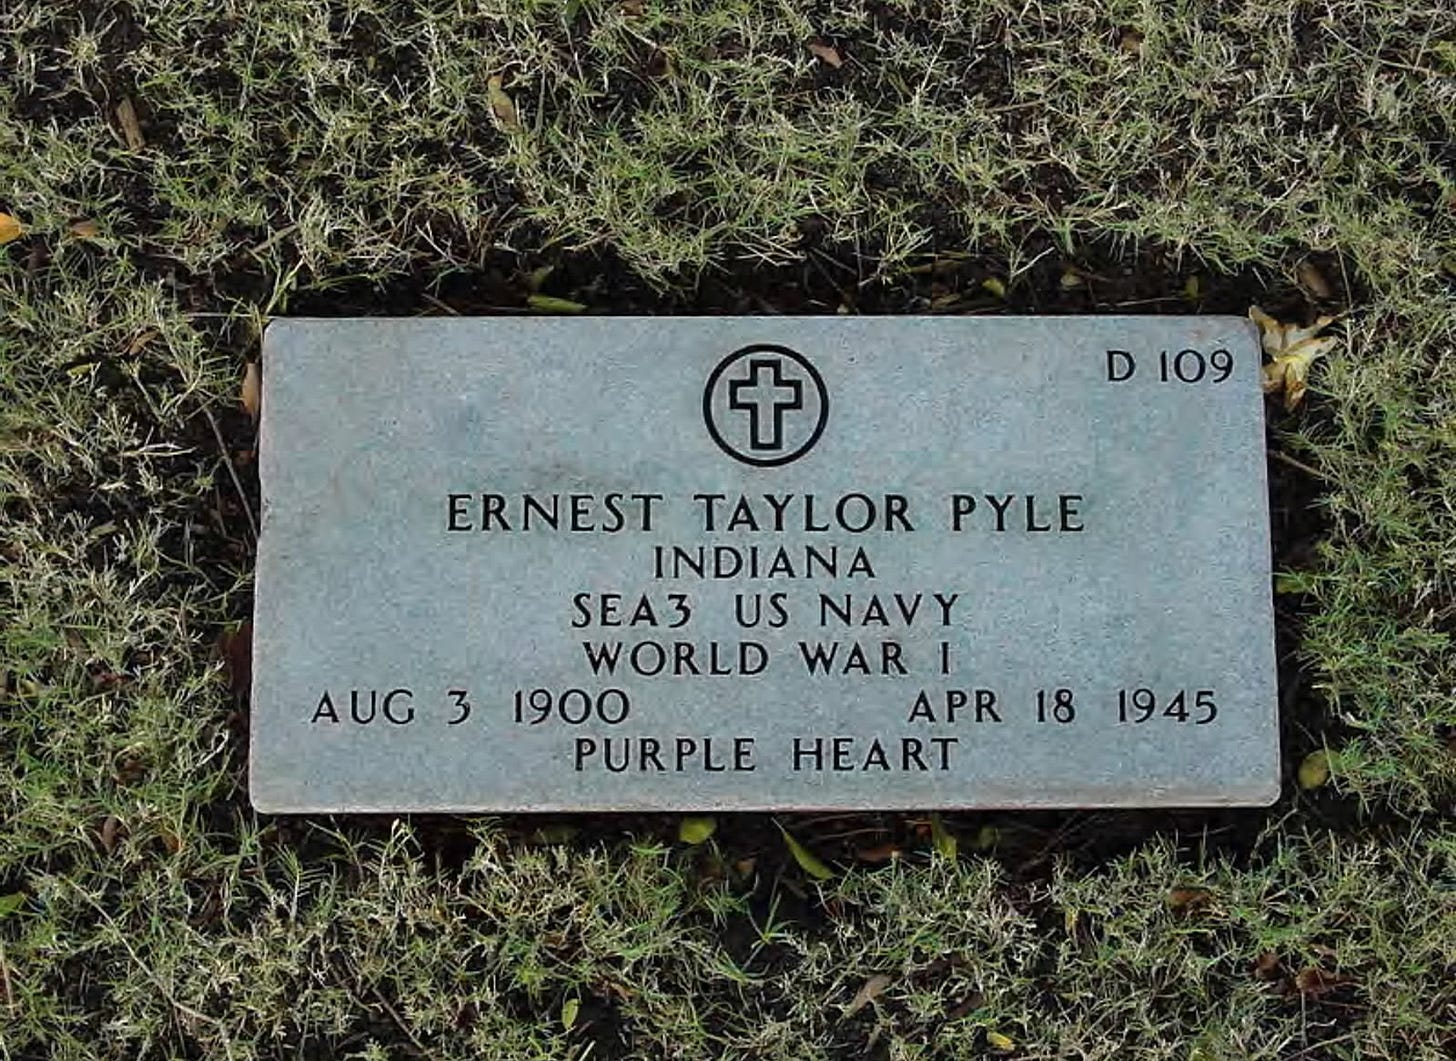 D 109
ERNEST TAYLOR PYLE
INDIANA
SEA3 US NAVY
WORLD WAR I
AUG 3 1900 APR 18 1945
PURPLE HEART